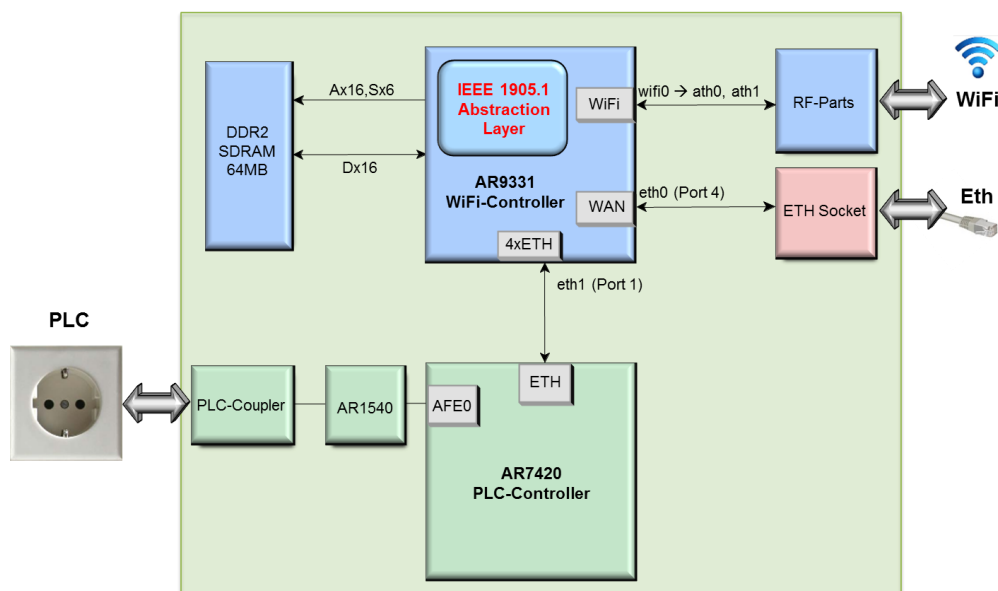 Ax16,Sx6
DDR2
SDRAM
64MB
Dx16
IEEE 1905.1
Abstraction
Layer
WiFi
AR9331
WiFi-Controller
WAN
4xETH
wifi0 → ath0, ath1
RF-Parts
WiFi
eth0 (Port 4)
ETH Socket
Eth
eth1 (Port 1)
PLC
PLC-Coupler
AR1540
AFE0
ETH
AR7420
PLC-Controller